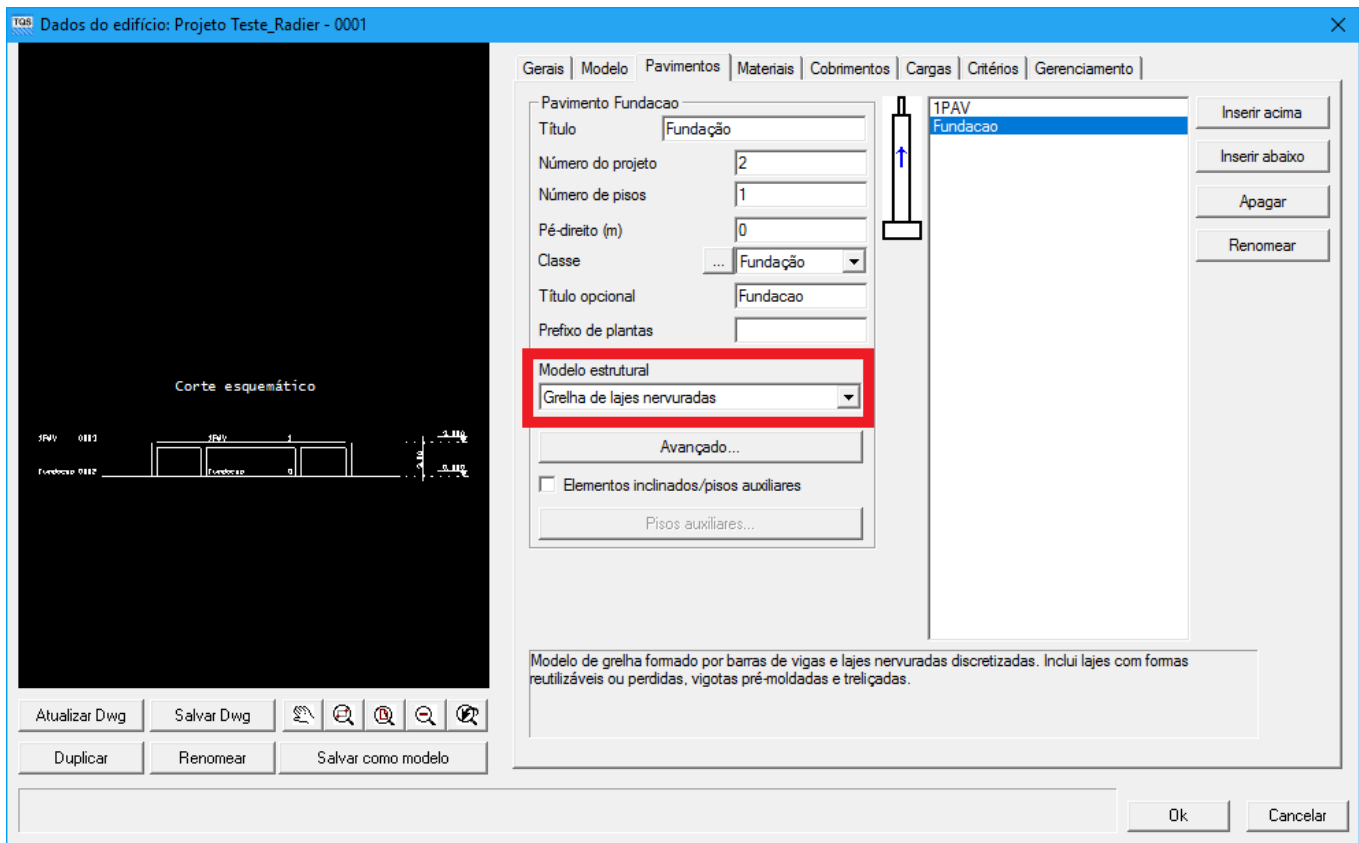 TQS Dados do edifício: Projeto Teste_Radier - 0001
Gerais Modelo Pavimentos Materiais Cobrimentos Cargas Critérios Gerenciamento
Pavimento Fundacao
Título Fundação
Número do projeto 2
Número de pisos 1
Pé-direito (m) 0
Classe ... Fundação
Título opcional Fundacao
Prefixo de plantas
Modelo estrutural
Grelha de lajes nervuradas
Avançado...
Elementos inclinados/pisos auxiliares
Pisos auxiliares...
1PAV
Fundacao
Inserir acima
Inserir abaixo
Apagar
Renomear
Corte esquemático
1PAV 0001 1PAV 1
Fundacao 0002 Fundacao 0
Modelo de grelha formado por barras de vigas e lajes nervuradas discretizadas. Inclui lajes com formas
reutilizáveis ou perdidas, vigotas pré-moldadas e treliçadas.
Atualizar Dwg Salvar Dwg
Duplicar Renomear Salvar como modelo
Ok Cancelar